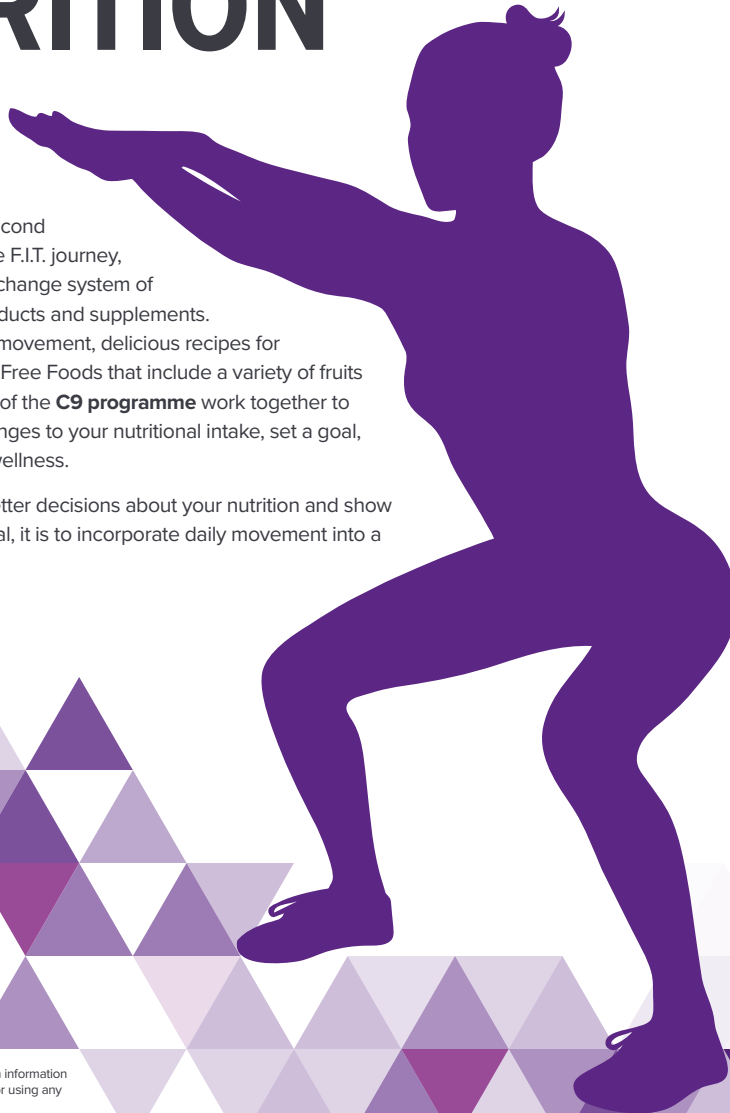 RITION
cond
e F.I.T. journey,
change system of
ducts and supplements.
movement, delicious recipes for
Free Foods that include a variety of fruits
of the C9 programme work together to
nges to your nutritional intake, set a goal,
wellness.
tter decisions about your nutrition and show
al, it is to incorporate daily movement into a
information
r using any